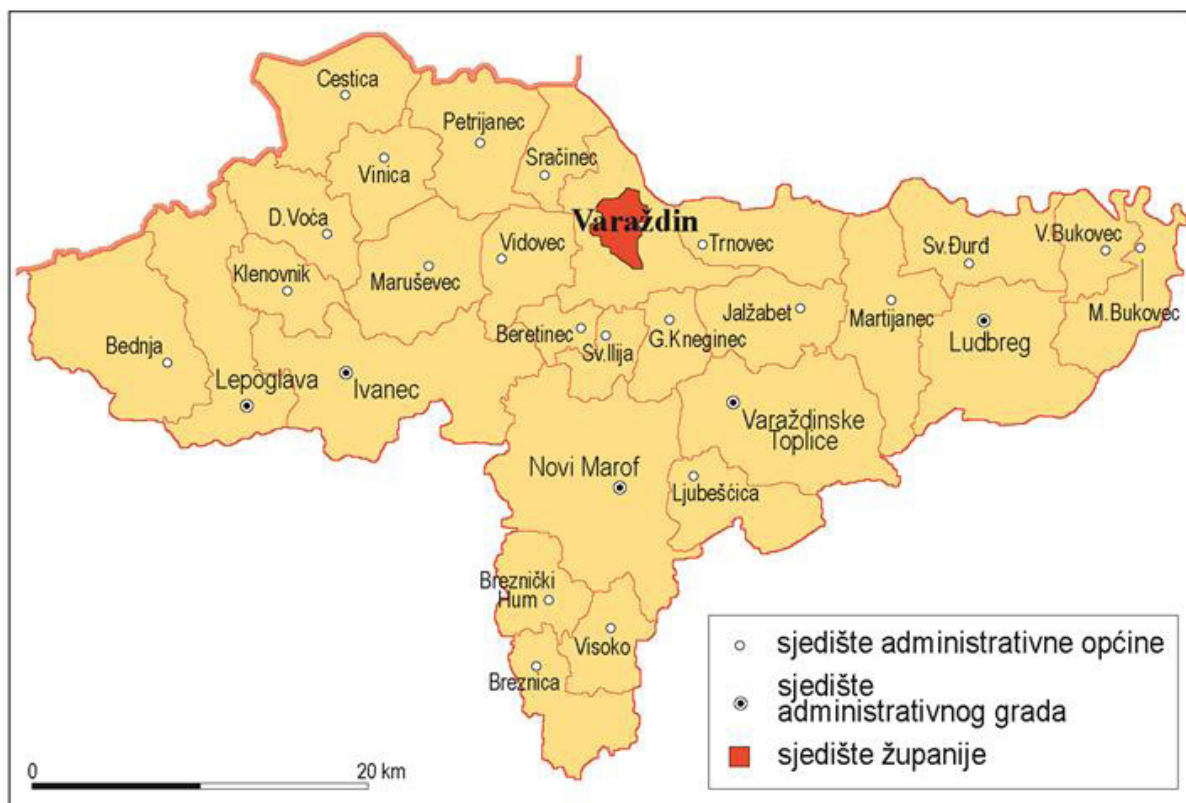 Cestica
Petrijanec
Sračinec
Vinica
Varaždin
D.Voća
Vidovec
Trnovec
Sv.Đurđ
V.Bukovec
Klenovnik
Maruševec
Jalžabet
Martijanec
M.Bukovec
Bednja
Beretinec
Sv.Ilija
G.Kneginec
Ludbreg
Lepoglava
Ivanec
Varaždinske
Toplice
Novi Marof
Ljubešćica
Breznički
Hum
Visoko
Breznica
sjedište administrativne općine
sjedište
administrativnog grada
sjedište županije
0 20 km